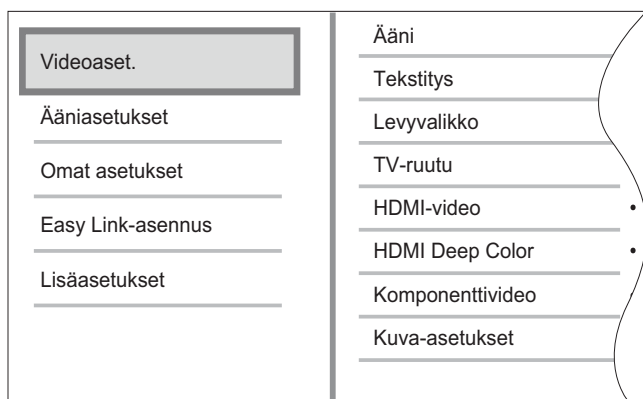 Videoaset.
Ääniasetukset
Omat asetukset
Easy Link-asennus
Lisäasetukset
Ääni
Tekstitys
Levyvalikko
TV-ruutu
HDMI-video
HDMI Deep Color
Komponenttivideo
Kuva-asetukset